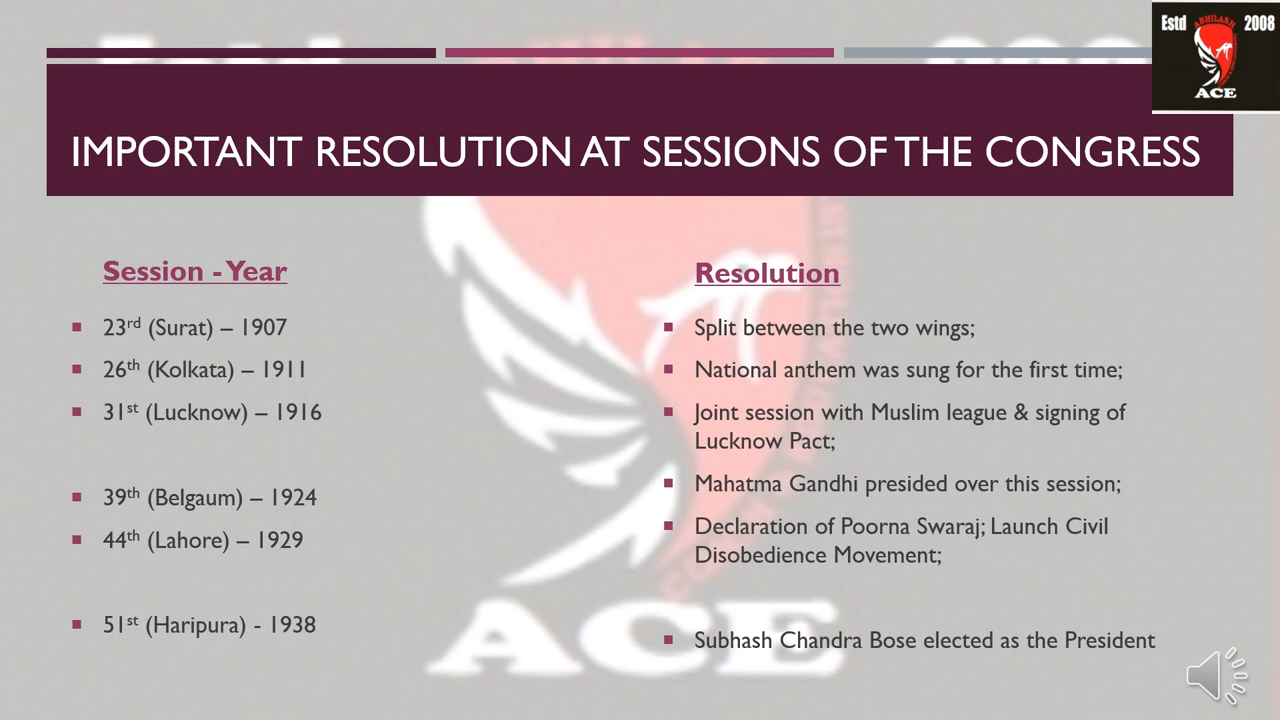 Estd ABHILASH 2008
ACE
IMPORTANT RESOLUTION AT SESSIONS OF THE CONGRESS
Session - Year
23rd (Surat) – 1907
26th (Kolkata) – 1911
31st (Lucknow) – 1916
39th (Belgaum) – 1924
44th (Lahore) – 1929
51st (Haripura) - 1938
Resolution
Split between the two wings;
National anthem was sung for the first time;
Joint session with Muslim league & signing of
Lucknow Pact;
Mahatma Gandhi presided over this session;
Declaration of Poorna Swaraj; Launch Civil
Disobedience Movement;
Subhash Chandra Bose elected as the President
ACE